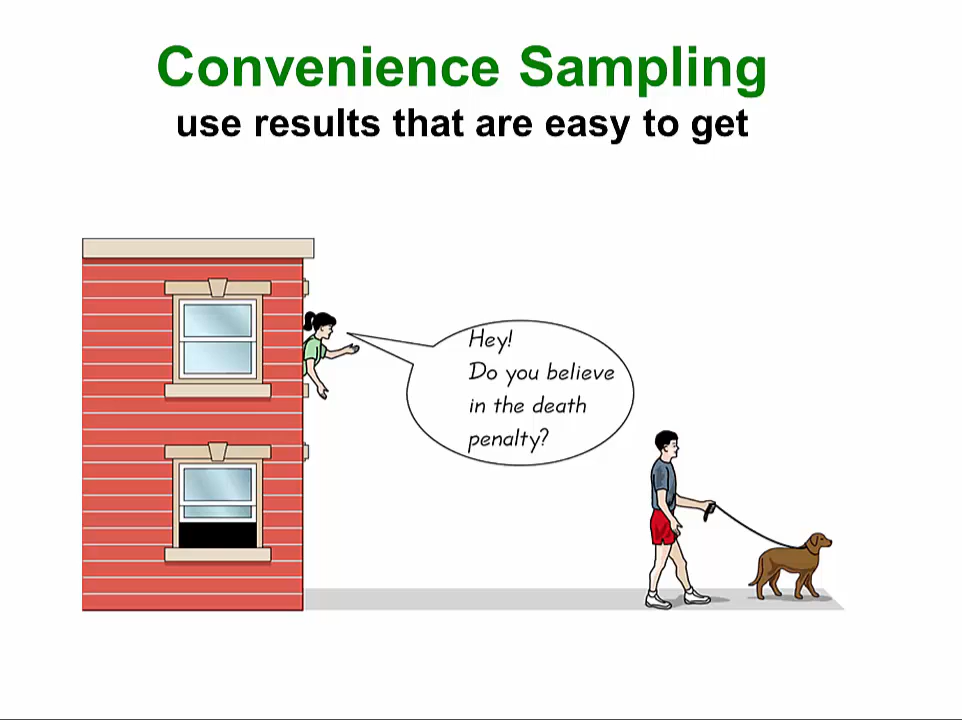 Convenience Sampling
use results that are easy to get
Hey!
Do you believe
in the death
penalty?